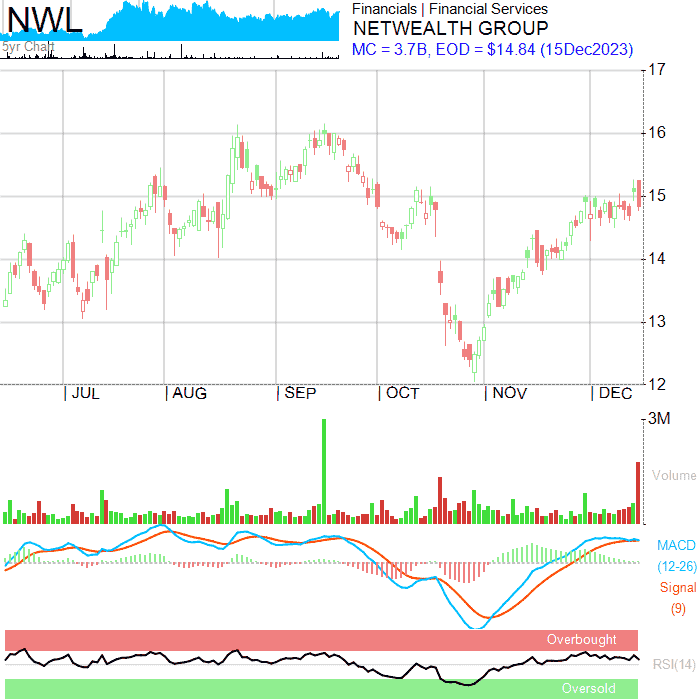 NWL
5yr Chart
Financials | Financial Services
NETWEALTH GROUP
MC = 3.7B, EOD = $14.84 (15Dec2023)
17
16
15
14
13
12
| JUL | AUG | SEP | OCT | NOV | DEC
3M
Volume
MACD
(12-26)
Signal
(9)
Overbought
RSI(14)
Oversold